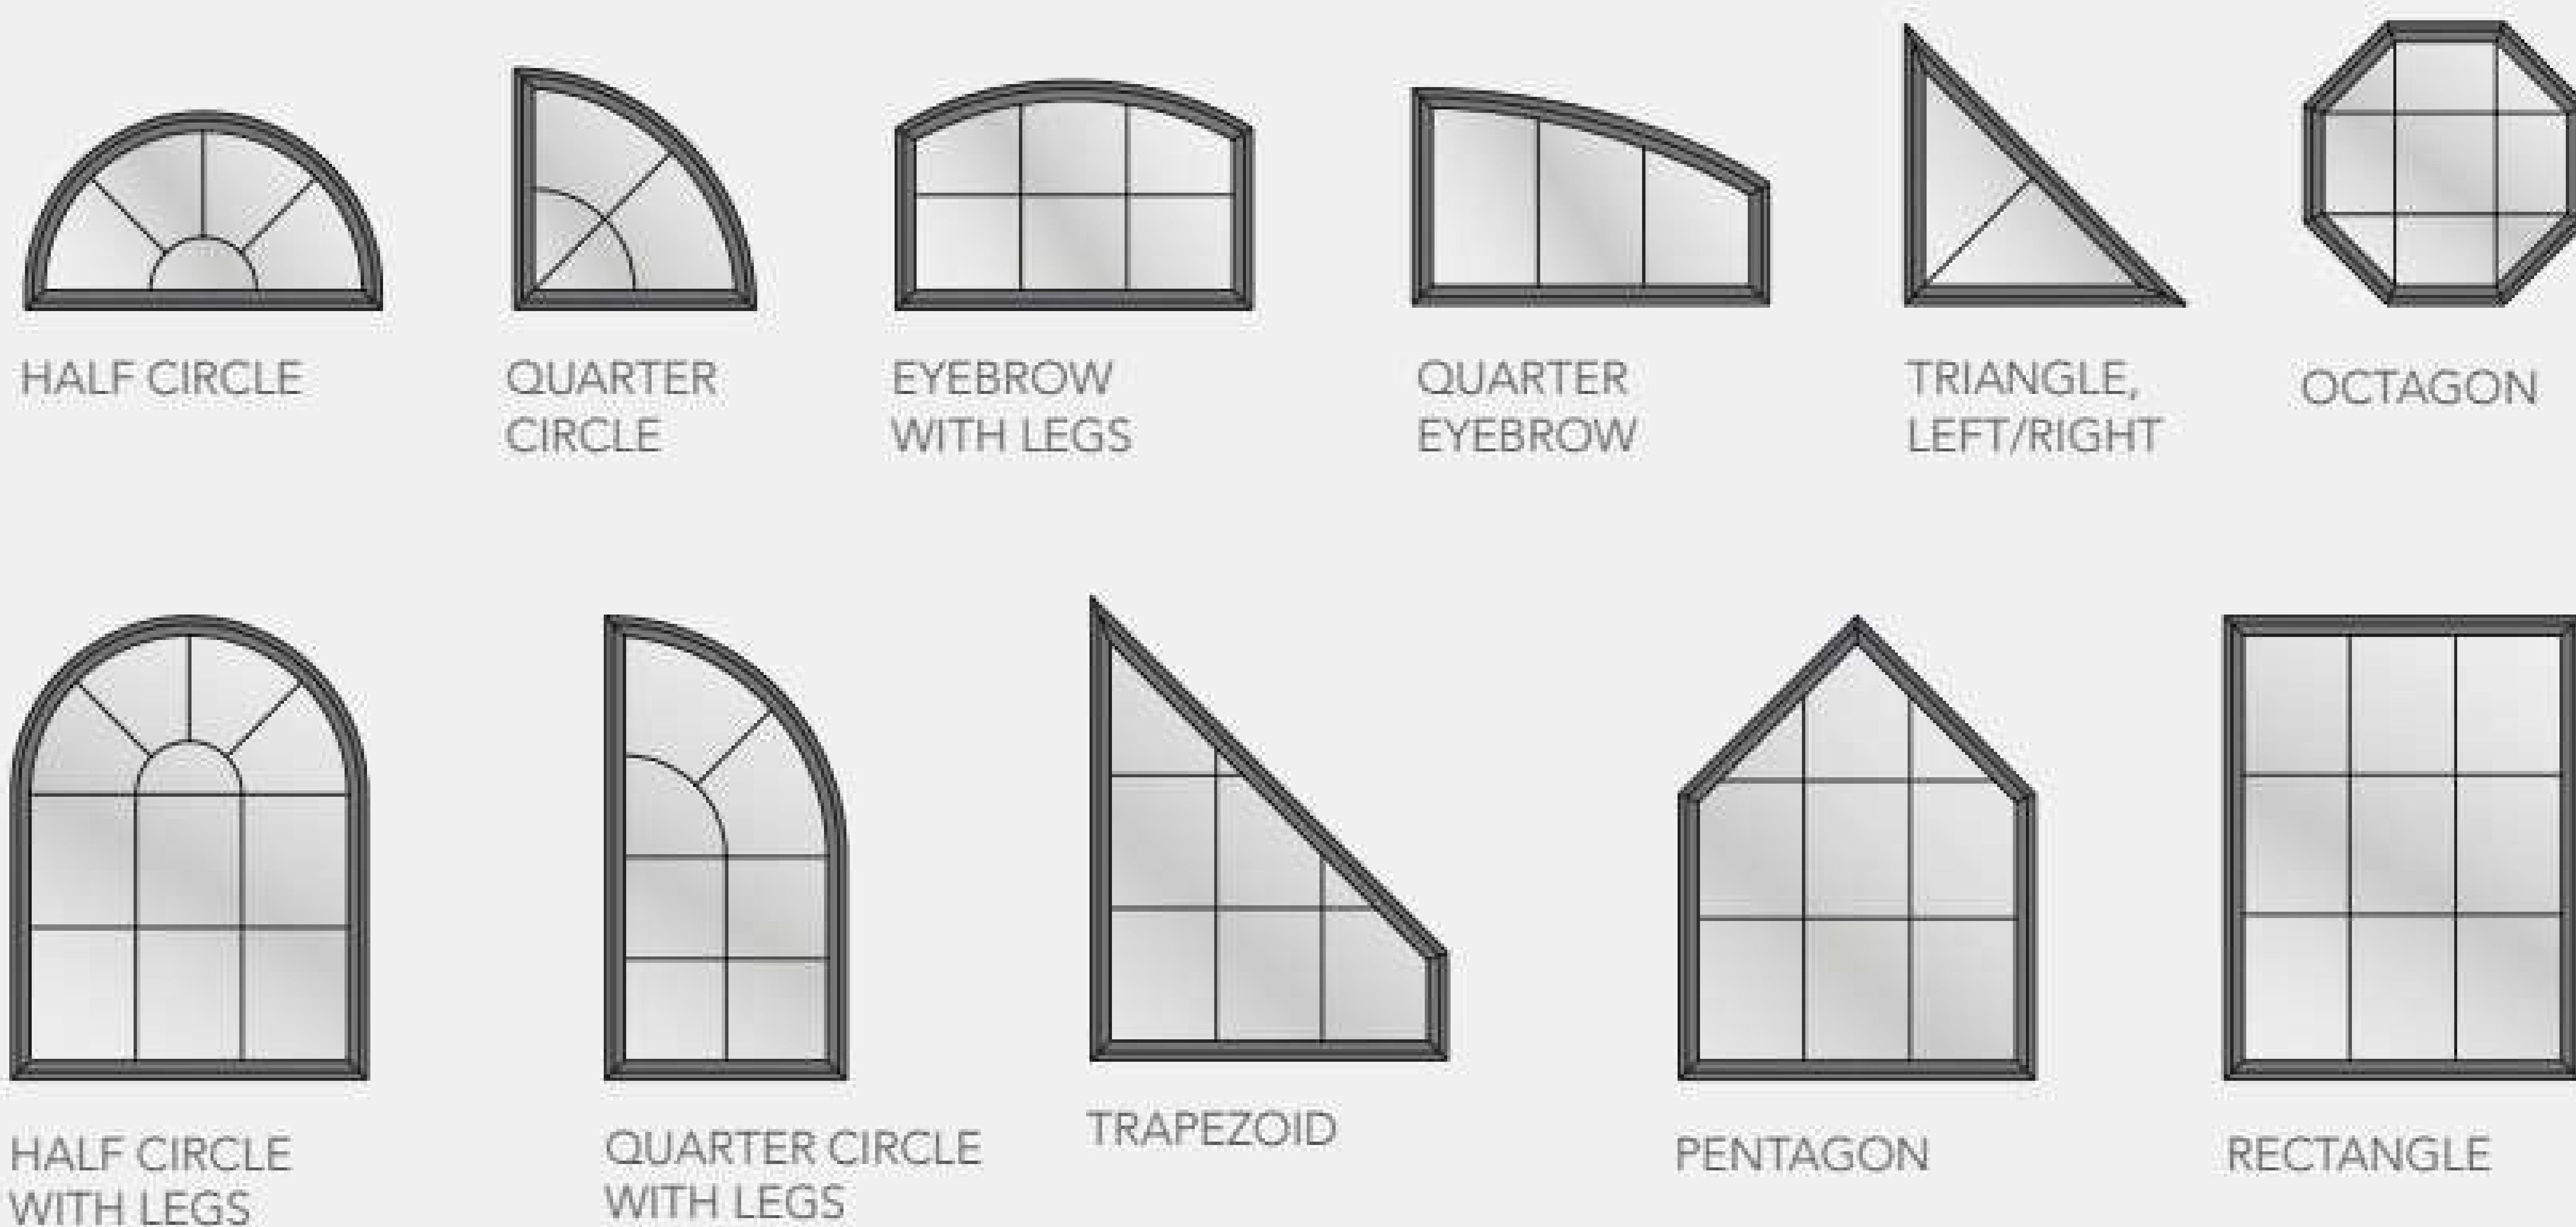 HALF CIRCLE
QUARTER
CIRCLE
EYEBROW
WITH LEGS
QUARTER
EYEBROW
TRIANGLE,
LEFT/RIGHT
OCTAGON
HALF CIRCLE
WITH LEGS
QUARTER CIRCLE
WITH LEGS
TRAPEZOID
PENTAGON
RECTANGLE